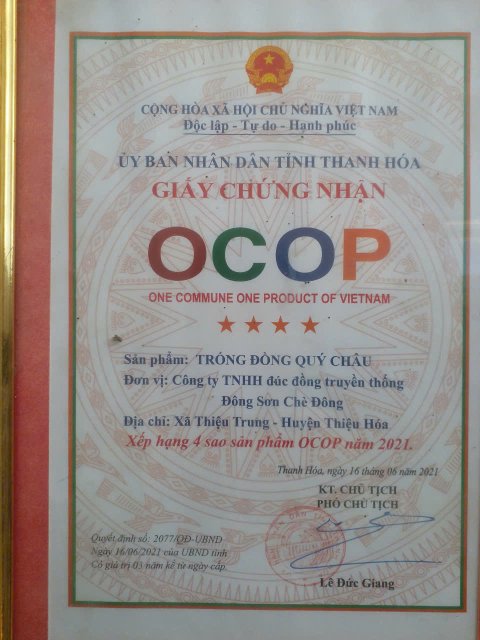 CỘNG HÒA XÃ HỘI CHỦ NGHĨA VIỆT NAM
Độc lập - Tự do - Hạnh phúc
ỦY BAN NHÂN DÂN TỈNH THANH HÓA
GIẤY CHỨNG NHẬN
OCOP
ONE COMMUNE ONE PRODUCT OF VIETNAM
Sản phẩm: TRỐNG ĐỒNG QUÝ CHÂU
Đơn vị: Công ty TNHH đúc đồng truyền thống
Đông Sơn Chè Đông
Địa chỉ: Xã Thiệu Trung - Huyện Thiệu Hóa
Xếp hạng 4 sao sản phẩm OCOP năm 2021.
Thanh Hóa, ngày 16 tháng 06 năm 2021
KT. CHỦ TỊCH
PHÓ CHỦ TỊCH
Quyết định số: 2077/QĐ-UBND
Ngày 16/06/2021 của UBND tỉnh
Có giá trị 03 năm kể từ ngày cấp.
Lê Đức Giang